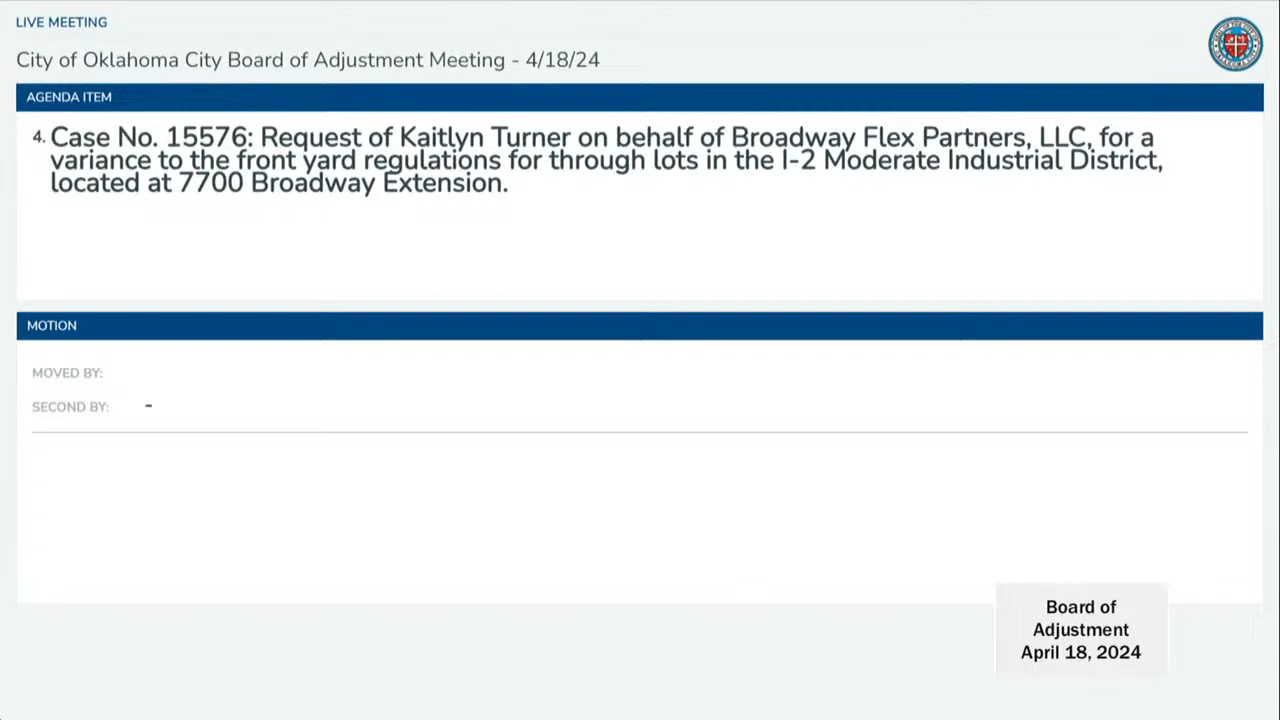 LIVE MEETING
City of Oklahoma City Board of Adjustment Meeting - 4/18/24
AGENDA ITEM
4. Case No. 15576: Request of Kaitlyn Turner on behalf of Broadway Flex Partners, LLC, for a
variance to the front yard regulations for through lots in the I-2 Moderate Industrial District,
located at 7700 Broadway Extension.
MOTION
MOVED BY:
SECOND BY: -
Board of
Adjustment
April 18, 2024